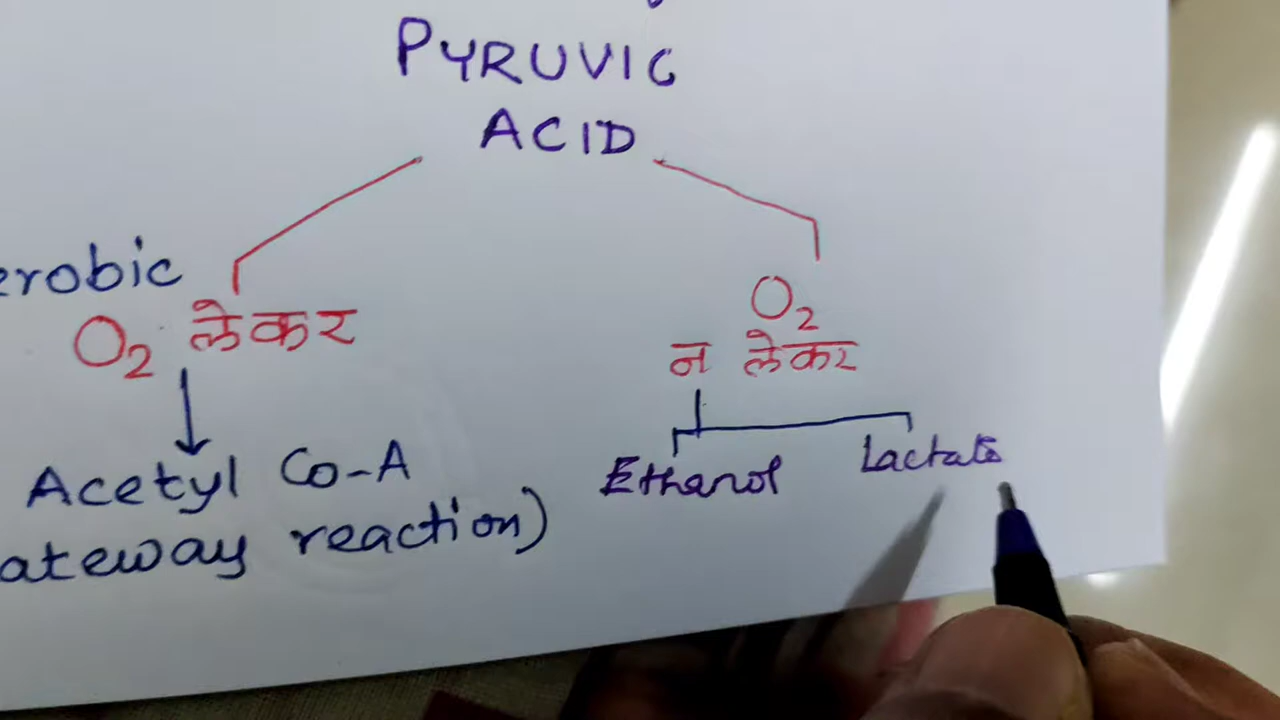 PYRUVIC
ACID
erobic
O2 लेकर
O2
न लेकर
Acetyl Co-A
ateway reaction)
Ethanol
Lactate